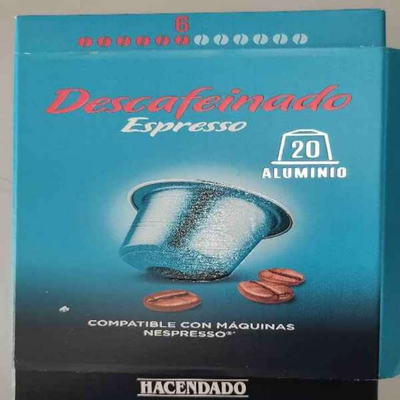 6
Descafeinado
Espresso
20
ALUMINIO
COMPATIBLE CON MÁQUINAS
NESPRESSO®*
HACENDADO